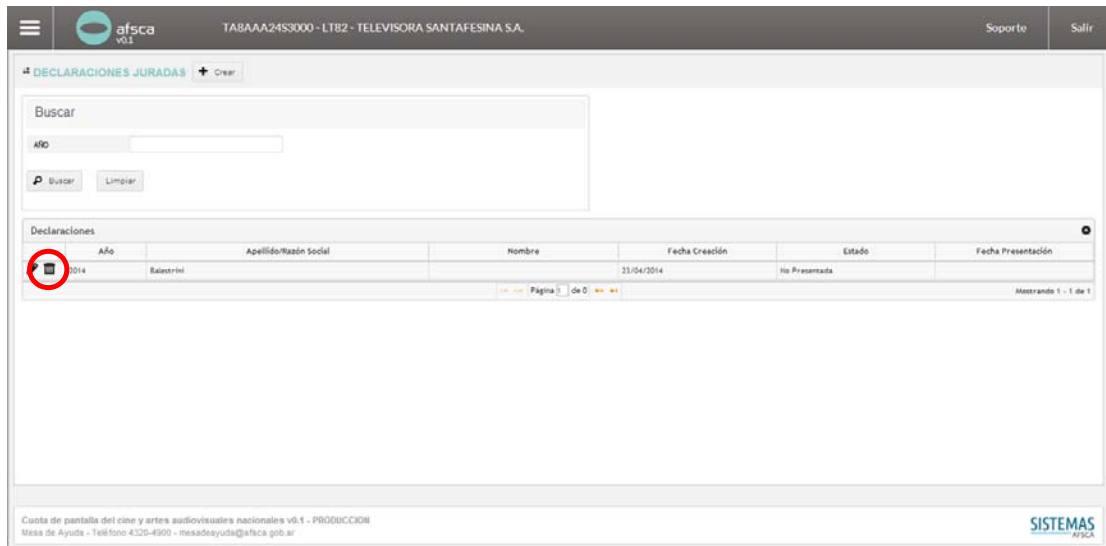 afsca
v0.1
TA8AAA24S3000 - LT82 - TELEVISORA SANTAFESINA S.A.
Soporte
Salir
DECLARACIONES JURADAS
+ Crear
Buscar
AÑO
Buscar
Limpiar
Declaraciones
Año Apellido/Razón Social Nombre Fecha Creación Estado Fecha Presentación
2014 Balestrini 23/04/2014 No Presentada
Página 1 de 0
Mostrando 1 - 1 de 1
Cuota de pantalla del cine y artes audiovisuales nacionales v0.1 - PRODUCCION
Mesa de Ayuda - Teléfono 4320-4900 - mesadeayuda@afsca.gob.ar
SISTEMAS
AFSCA